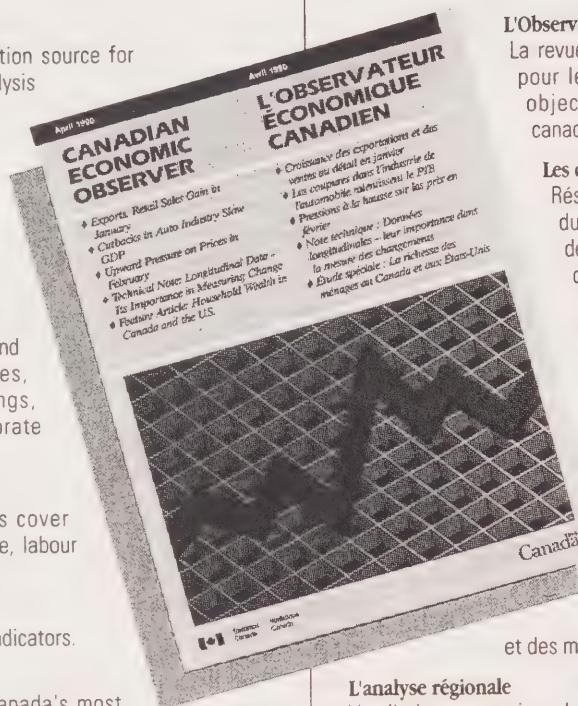 tion source for
lysis
nd
es,
ngs,
orate
s cover
e, labour
dicators.
anada's most
April 1990
CANADIAN
ECONOMIC
OBSERVER
♦ Exports, Retail Sales Gain in
January
♦ Cutbacks in Auto Industry Slow
GDP
♦ Upward Pressure on Prices in
February
♦ Technical Note: Longitudinal Data -
Its Importance in Measuring Change
♦ Feature Article: Household Wealth in
Canada and the U.S.
Avril 1990
L'OBSERVATEUR
ÉCONOMIQUE
CANADIEN
♦ Croissance des exportations et des
ventes au détail en janvier
♦ Les coupures dans l'industrie de
l'automobile ralentissent le PIB
♦ Pressions à la hausse sur les prix en
février
♦ Note technique : Données
longitudinales - leur importance dans
la mesure des changements
♦ Étude spéciale : La richesse des
ménages au Canada et aux États-Unis
Statistics Canada
Statistique Canada
Canada
L'Observ
La revue
pour le
objec
canad
Les c
Rés
du
de
et des m
L'analyse régionale